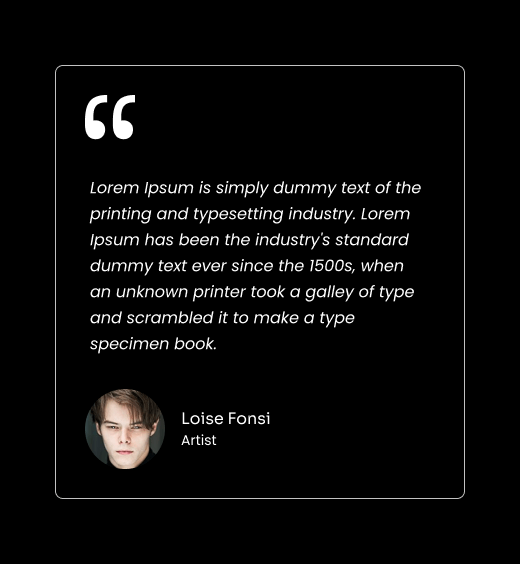 “
Lorem Ipsum is simply dummy text of the
printing and typesetting industry. Lorem
Ipsum has been the industry's standard
dummy text ever since the 1500s, when
an unknown printer took a galley of type
and scrambled it to make a type
specimen book.
Loise Fonsi
Artist